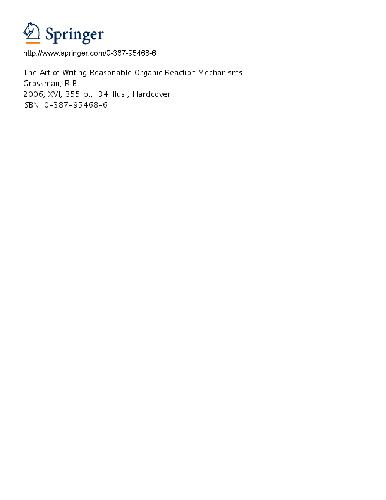 Springer
http://www.springer.com/0-387-95468-6
The Art of Writing Reasonable Organic Reaction Mechanisms
Grossman, R.B.
2006, XVI, 355 p., 34 illus., Hardcover
ISBN: 0-387-95468-6